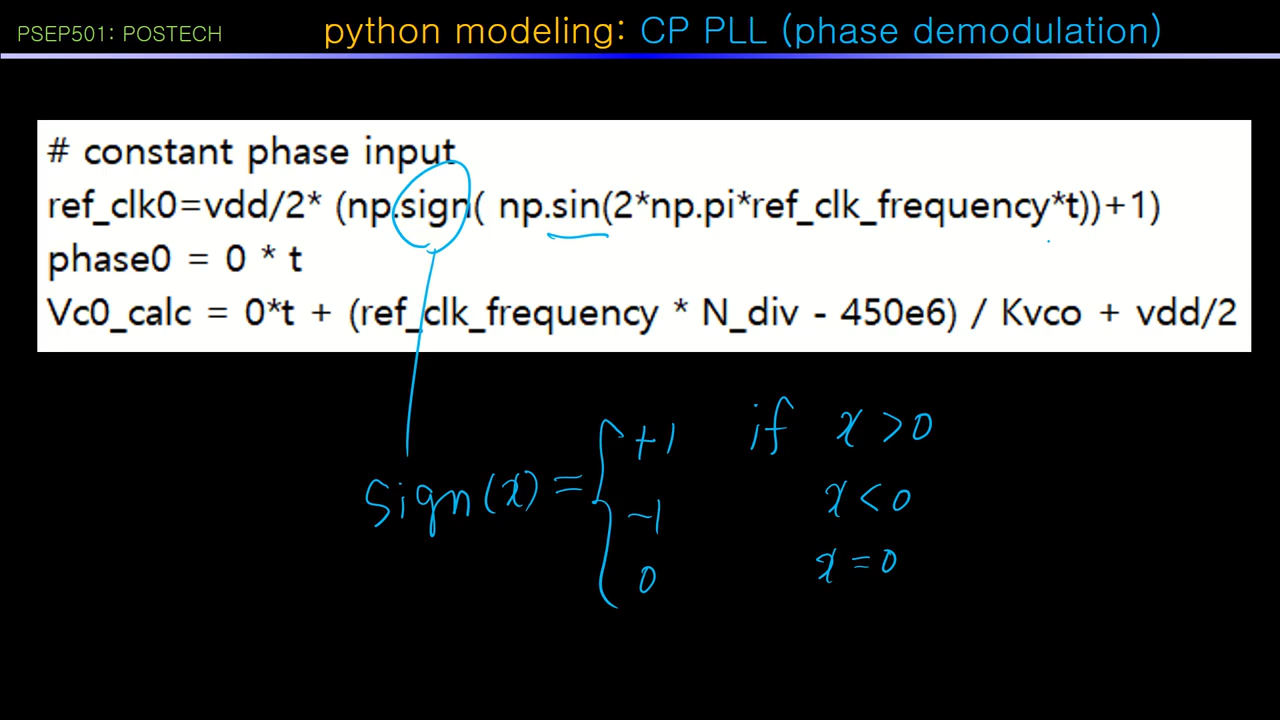 PSEP501: POSTECH
python modeling: CP PLL (phase demodulation)
# constant phase input
ref_clk0=vdd/2* (np.sign( np.sin(2*np.pi*ref_clk_frequency*t))+1)
phase0 = 0 * t
Vc0_calc = 0*t + (ref_clk_frequency * N_div - 450e6) / Kvco + vdd/2
sign(x) = { +1 if x > 0
-1 x < 0
0 x = 0